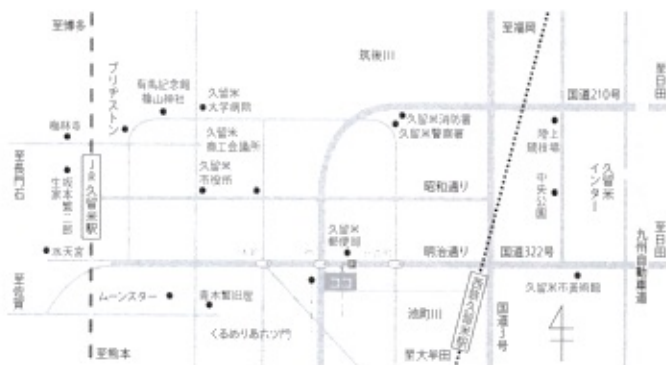 至博多
至福岡
筑後川
ブリヂストン
有馬記念館
篠山神社
久留米
大学病院
国道210号
至日田
久留米消防署
久留米警察署
梅林寺
久留米
商工会議所
陸上
競技場
久留米
インター
至長門石
坂本繁二郎
生家
JR久留米駅
久留米
市役所
昭和通り
中央公園
水天宮
久留米
郵便局
明治通り
国道322号
至日田
九州自動車道
至佐賀
ムーンスター
青木繁旧居
ココ
久留米市美術館
池町川
西鉄久留米駅
国道3号
くるめりあ六ツ門
至熊本
至大牟田